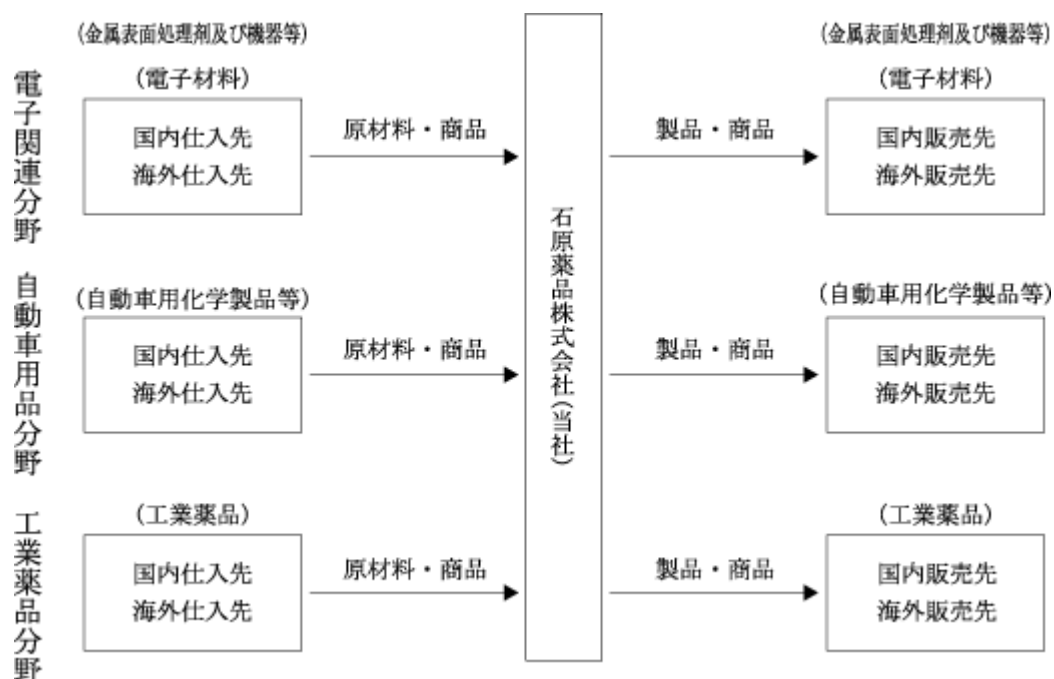 電子関連分野
(金属表面処理剤及び機器等)
(電子材料)
国内仕入先
海外仕入先
原材料・商品
製品・商品
(金属表面処理剤及び機器等)
(電子材料)
国内販売先
海外販売先
石原薬品株式会社(当社)
自動車用品分野
(自動車用化学製品等)
国内仕入先
海外仕入先
原材料・商品
製品・商品
(自動車用化学製品等)
国内販売先
海外販売先
工業薬品分野
(工業薬品)
国内仕入先
海外仕入先
原材料・商品
製品・商品
(工業薬品)
国内販売先
海外販売先